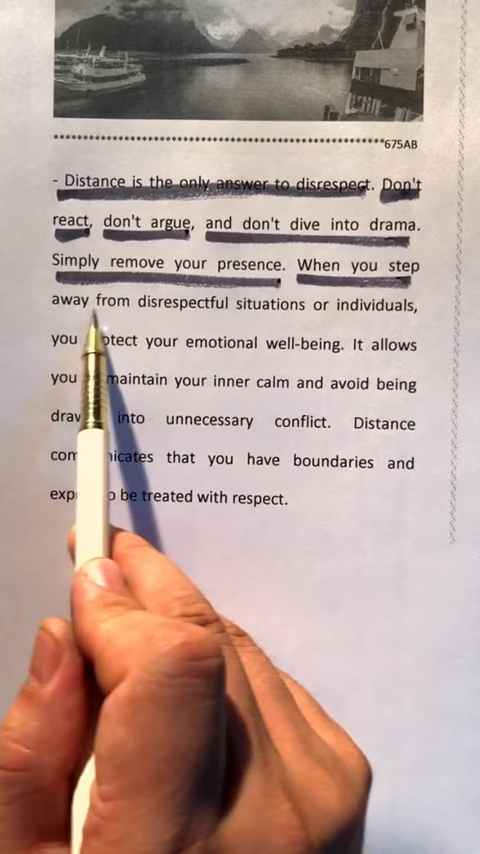 675AB
- Distance is the only answer to disrespect. Don't
react, don't argue, and don't dive into drama.
Simply remove your presence. When you step
away from disrespectful situations or individuals,
you your emotional well-being. It allows
you maintain your inner calm and avoid being
into unnecessary conflict. Distance
that you have boundaries and
be treated with respect.